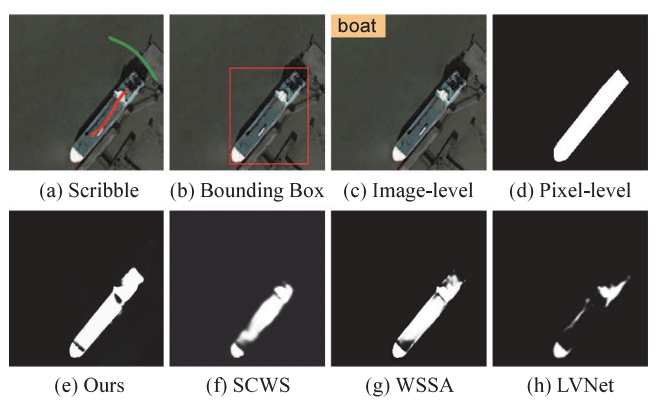 boat
(a) Scribble (b) Bounding Box (c) Image-level (d) Pixel-level
(e) Ours (f) SCWS (g) WSSA (h) LVNet